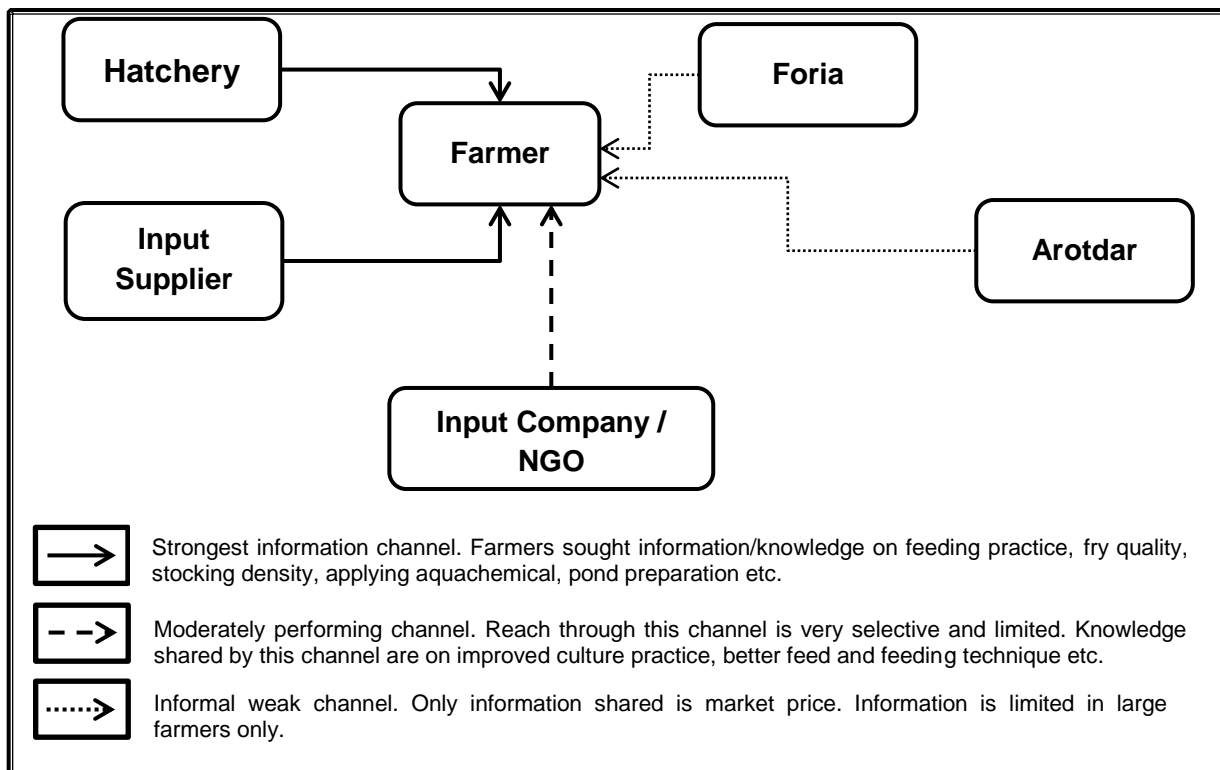 Hatchery
Foria
Farmer
Input
Supplier
Arotdar
Input Company /
NGO
Strongest information channel. Farmers sought information/knowledge on feeding practice, fry quality,
stocking density, applying aquachemical, pond preparation etc.
Moderately performing channel. Reach through this channel is very selective and limited. Knowledge
shared by this channel are on improved culture practice, better feed and feeding technique etc.
Informal weak channel. Only information shared is market price. Information is limited in large
farmers only.